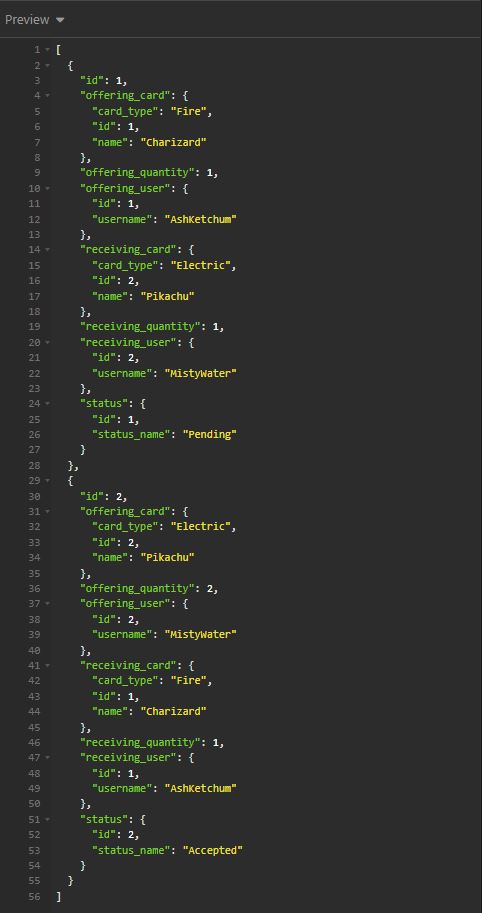 Preview
1 [
2 {
3 "id": 1,
4 "offering_card": {
5 "card_type": "Fire",
6 "id": 1,
7 "name": "Charizard"
8 },
9 "offering_quantity": 1,
10 "offering_user": {
11 "id": 1,
12 "username": "AshKetchum"
13 },
14 "receiving_card": {
15 "card_type": "Electric",
16 "id": 2,
17 "name": "Pikachu"
18 },
19 "receiving_quantity": 1,
20 "receiving_user": {
21 "id": 2,
22 "username": "MistyWater"
23 },
24 "status": {
25 "id": 1,
26 "status_name": "Pending"
27 }
28 },
29 {
30 "id": 2,
31 "offering_card": {
32 "card_type": "Electric",
33 "id": 2,
34 "name": "Pikachu"
35 },
36 "offering_quantity": 2,
37 "offering_user": {
38 "id": 2,
39 "username": "MistyWater"
40 },
41 "receiving_card": {
42 "card_type": "Fire",
43 "id": 1,
44 "name": "Charizard"
45 },
46 "receiving_quantity": 1,
47 "receiving_user": {
48 "id": 1,
49 "username": "AshKetchum"
50 },
51 "status": {
52 "id": 2,
53 "status_name": "Accepted"
54 }
55 }
56 ]